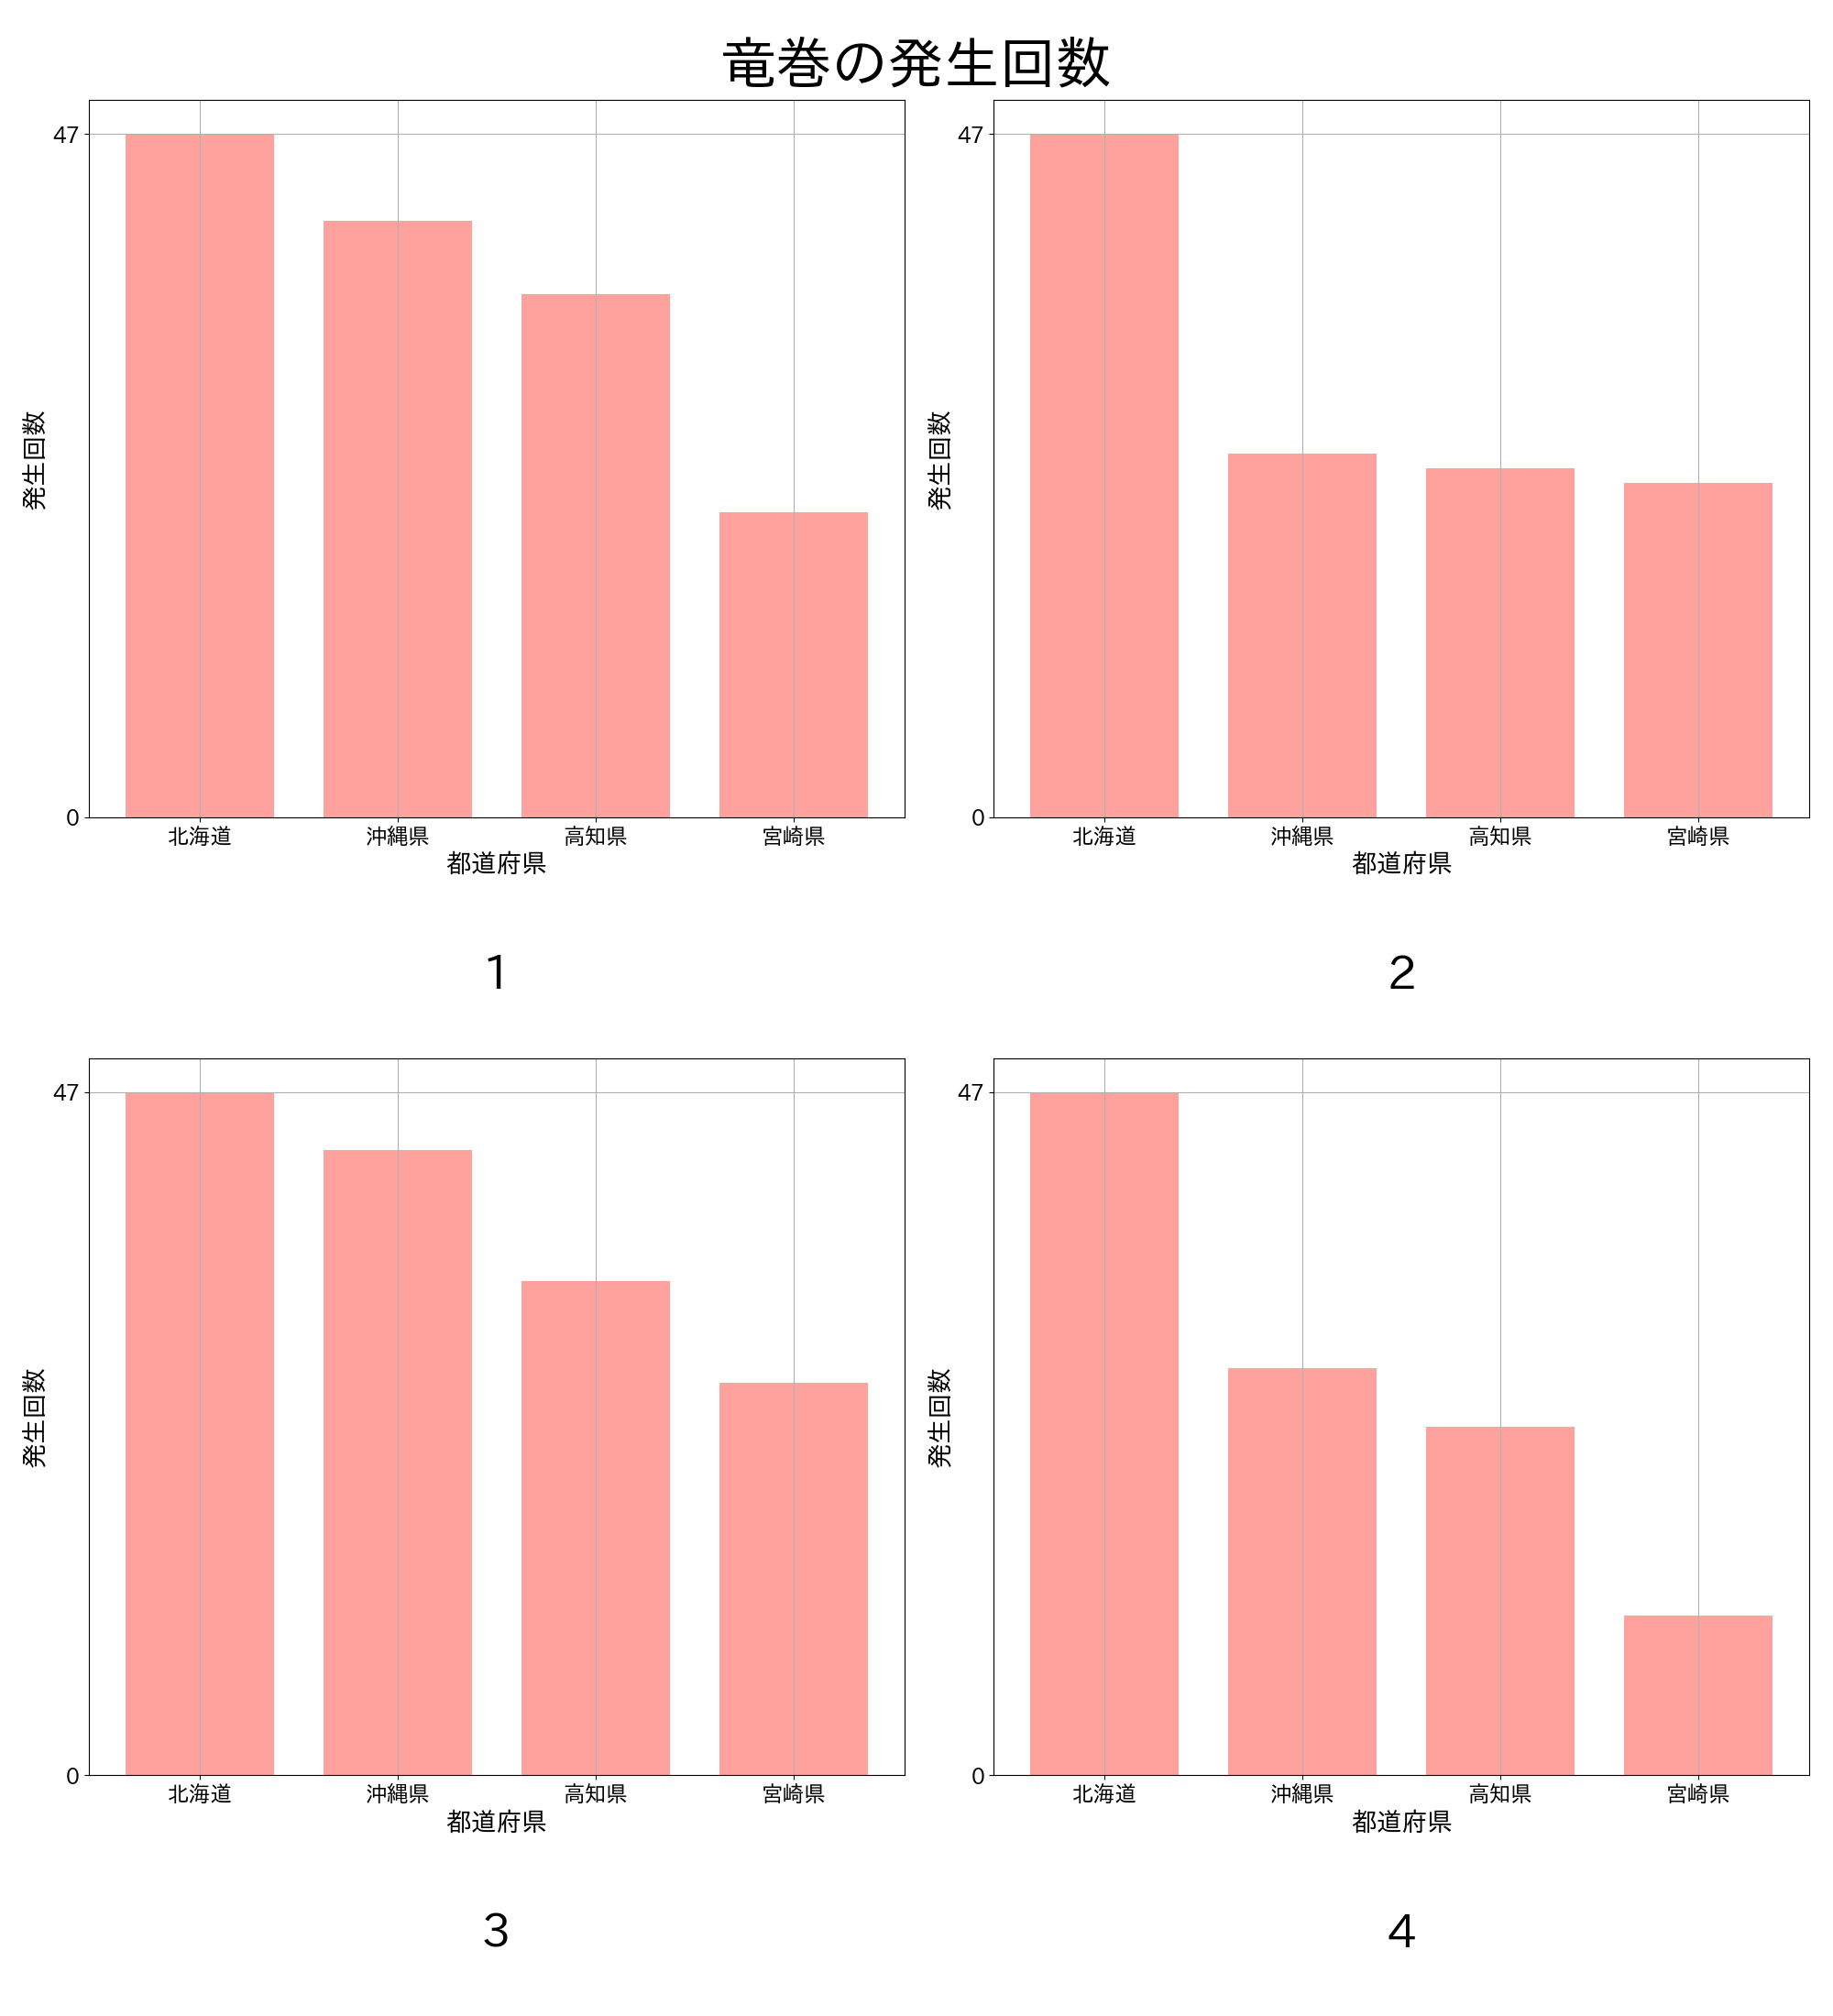 竜巻の発生回数
47
0
発生回数
北海道 沖縄県 高知県 宮崎県
都道府県
1
47
0
発生回数
北海道 沖縄県 高知県 宮崎県
都道府県
2
47
0
発生回数
北海道 沖縄県 高知県 宮崎県
都道府県
3
47
0
発生回数
北海道 沖縄県 高知県 宮崎県
都道府県
4